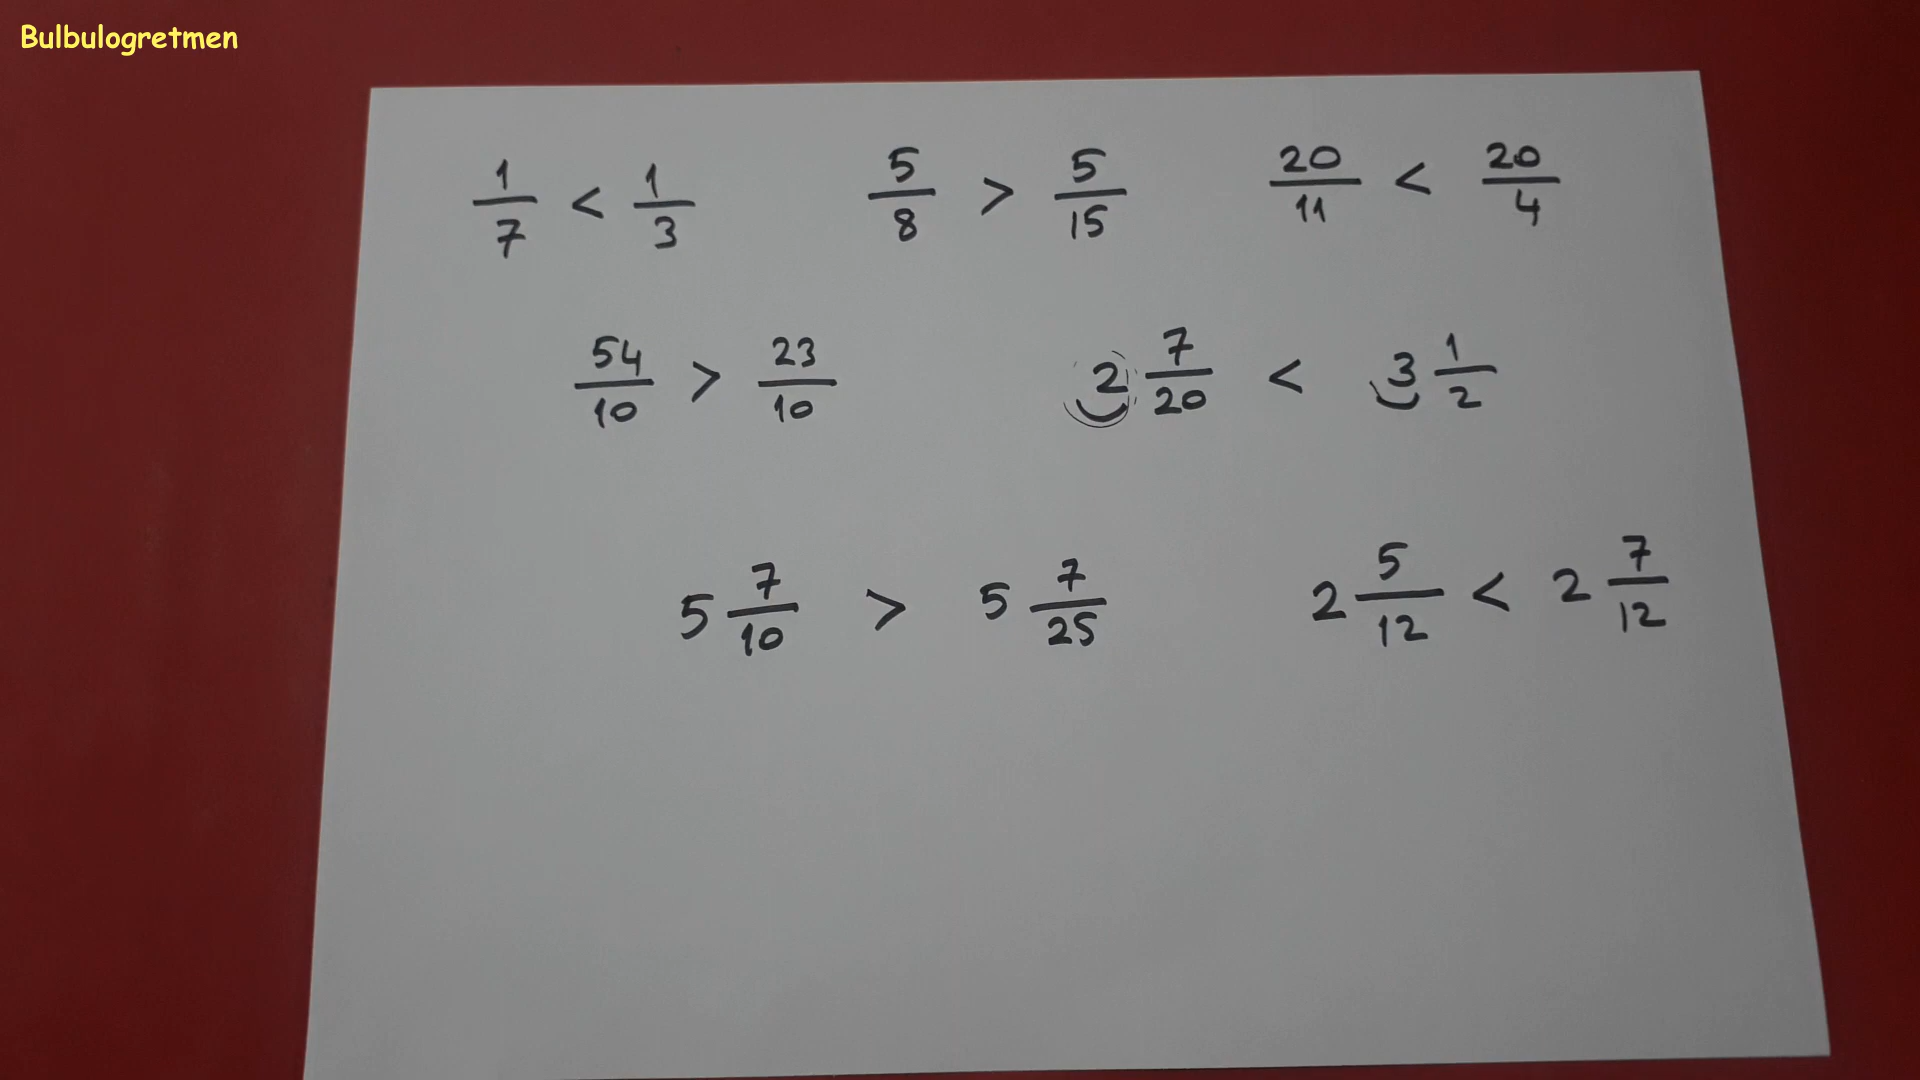 Bulbulogretmen
1/7 < 1/3 5/8 > 5/15 20/11 < 20/4
54/10 > 23/10 2 7/20 < 3 1/2
5 7/10 > 5 7/25 2 5/12 < 2 7/12